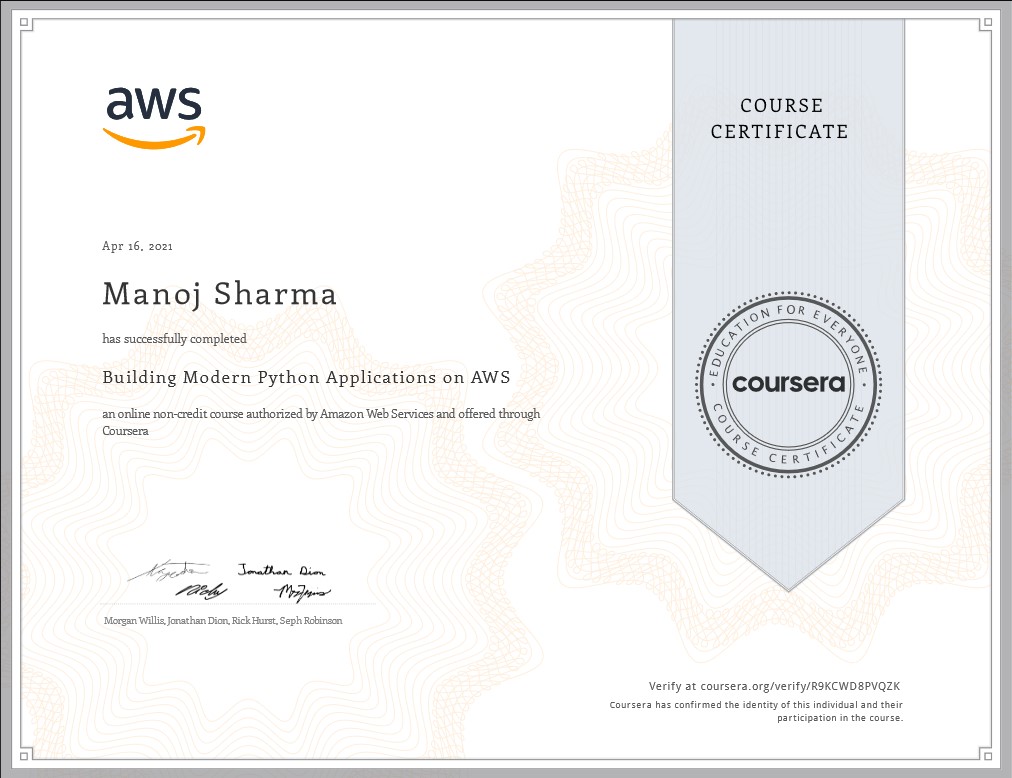 aws
COURSE
CERTIFICATE
Apr 16, 2021
Manoj Sharma
has successfully completed
Building Modern Python Applications on AWS
an online non-credit course authorized by Amazon Web Services and offered through
Coursera
EDUCATION FOR EVERYONE
coursera
COURSE CERTIFICATE
Jonathan Dion
Morgan Willis, Jonathan Dion, Rick Hurst, Seph Robinson
Verify at coursera.org/verify/R9KCWD8PVQZK
Coursera has confirmed the identity of this individual and their
participation in the course.